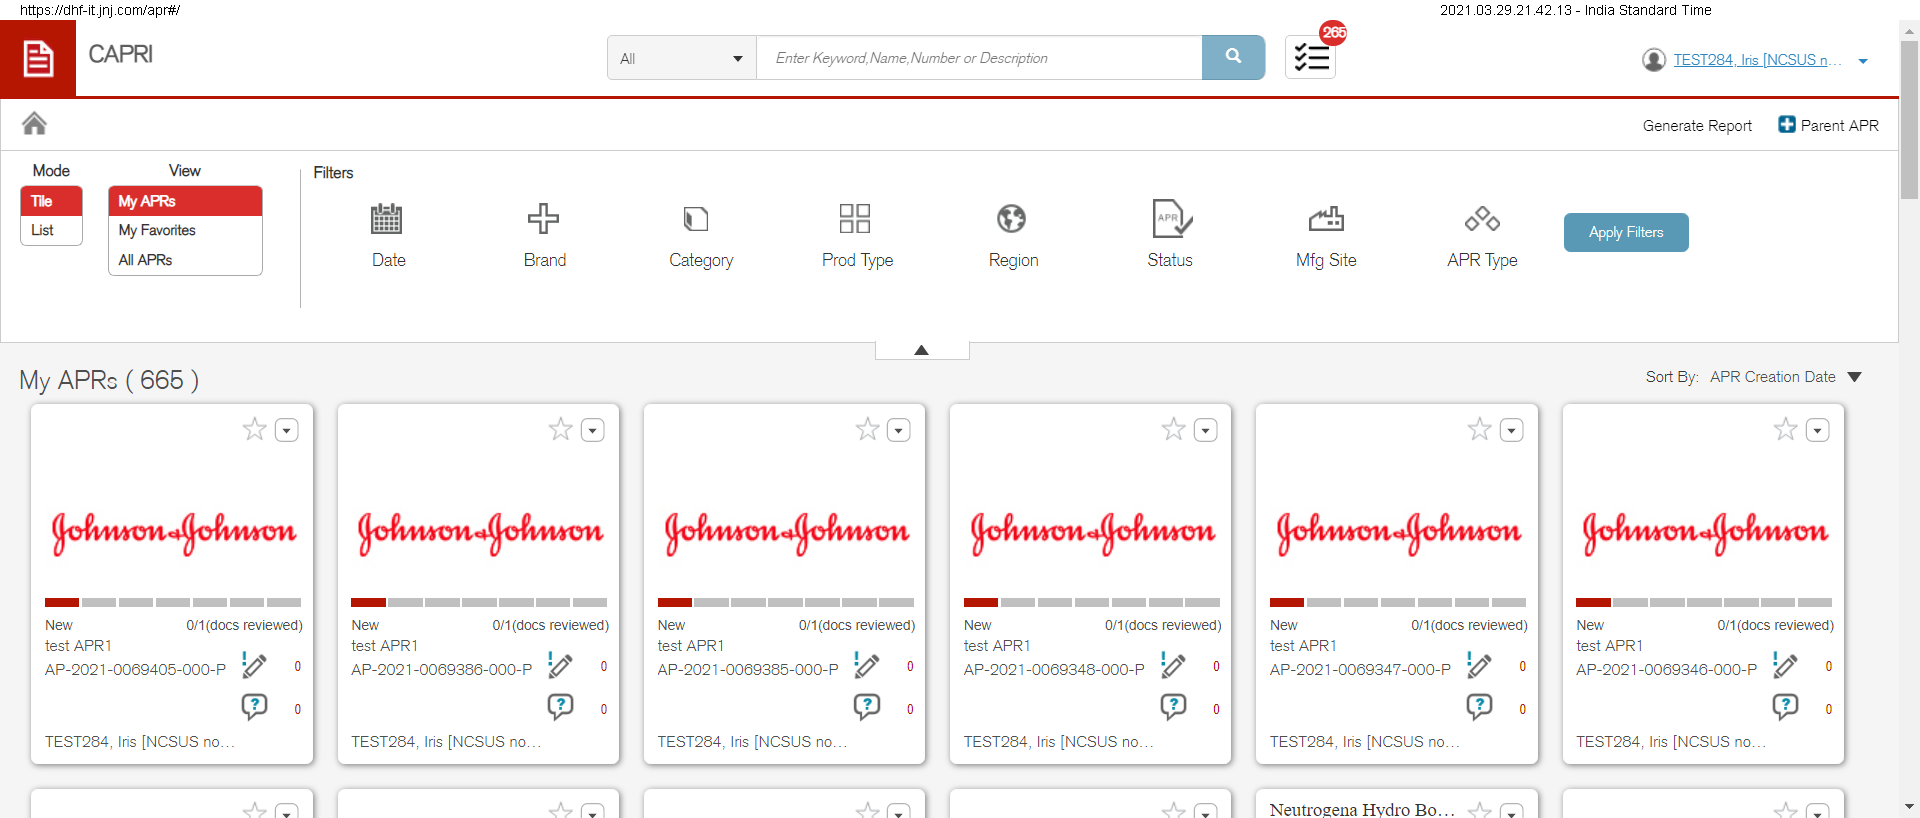 https://dhf-it.jnj.com/apr#/ 2021.03.29.21.42.13 - India Standard Time
CAPRI
All Enter Keyword,Name,Number or Description 265
TEST284, Iris [NCSUS n...
Generate Report Parent APR
Mode View Filters
Tile My APRs
List My Favorites
All APRs
Date Brand Category Prod Type Region APR Status Mfg Site APR Type Apply Filters
My APRs ( 665 ) Sort By: APR Creation Date
Johnson & Johnson Johnson & Johnson Johnson & Johnson Johnson & Johnson Johnson & Johnson Johnson & Johnson
New 0/1(docs reviewed) New 0/1(docs reviewed) New 0/1(docs reviewed) New 0/1(docs reviewed) New 0/1(docs reviewed) New 0/1(docs reviewed)
test APR1 test APR1 test APR1 test APR1 test APR1 test APR1
AP-2021-0069405-000-P 0 AP-2021-0069386-000-P 0 AP-2021-0069385-000-P 0 AP-2021-0069348-000-P 0 AP-2021-0069347-000-P 0 AP-2021-0069346-000-P 0
? 0 ? 0 ? 0 ? 0 ? 0 ? 0
TEST284, Iris [NCSUS no... TEST284, Iris [NCSUS no... TEST284, Iris [NCSUS no... TEST284, Iris [NCSUS no... TEST284, Iris [NCSUS no... TEST284, Iris [NCSUS no...
Neutrogena Hydro Bo...